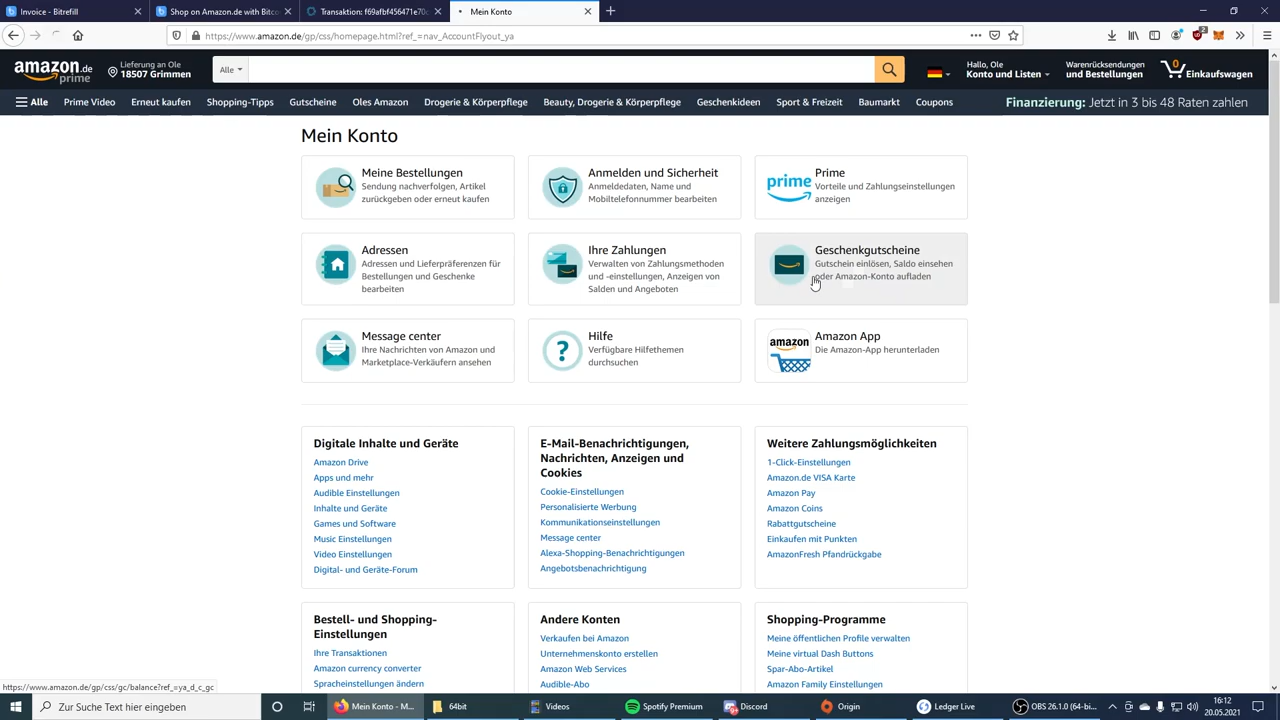 Invoice - Bitrefill
Shop on Amazon.de with Bitco
Transaktion: f69afbf456471e70c
Mein Konto
https://www.amazon.de/gp/css/homepage.html?ref_=nav_AccountFlyout_ya
amazon.de
prime
Lieferung an Ole
18507 Grimmen
Alle
Hallo, Ole
Konto und Listen
Warenrücksendungen
und Bestellungen
0
Einkaufswagen
Alle
Prime Video
Erneut kaufen
Shopping-Tipps
Gutscheine
Oles Amazon
Drogerie & Körperpflege
Beauty, Drogerie & Körperpflege
Geschenkideen
Sport & Freizeit
Baumarkt
Coupons
Finanzierung: Jetzt in 3 bis 48 Raten zahlen
Mein Konto
Meine Bestellungen
Sendung nachverfolgen, Artikel
zurückgeben oder erneut kaufen
Anmelden und Sicherheit
Anmeldedaten, Name und
Mobiltelefonnummer bearbeiten
prime
Prime
Vorteile und Zahlungseinstellungen
anzeigen
Adressen
Adressen und Lieferpräferenzen für
Bestellungen und Geschenke
bearbeiten
Ihre Zahlungen
Verwalten von Zahlungsmethoden
und -einstellungen, Anzeigen von
Salden und Angeboten
Geschenkgutscheine
Gutschein einlösen, Saldo einsehen
oder Amazon-Konto aufladen
Message center
Ihre Nachrichten von Amazon und
Marketplace-Verkäufern ansehen
?
Hilfe
Verfügbare Hilfethemen
durchsuchen
amazon
Amazon App
Die Amazon-App herunterladen
Digitale Inhalte und Geräte
Amazon Drive
Apps und mehr
Audible Einstellungen
Inhalte und Geräte
Games und Software
Music Einstellungen
Video Einstellungen
Digital- und Geräte-Forum
E-Mail-Benachrichtigungen,
Nachrichten, Anzeigen und
Cookies
Cookie-Einstellungen
Personalisierte Werbung
Kommunikationseinstellungen
Message center
Alexa-Shopping-Benachrichtigungen
Angebotsbenachrichtigung
Weitere Zahlungsmöglichkeiten
1-Click-Einstellungen
Amazon.de VISA Karte
Amazon Pay
Amazon Coins
Rabattgutscheine
Einkaufen mit Punkten
AmazonFresh Pfandrückgabe
Bestell- und Shopping-
Einstellungen
Ihre Transaktionen
Amazon currency converter
Spracheinstellungen ändern
Andere Konten
Verkaufen bei Amazon
Unternehmenskonto erstellen
Amazon Web Services
Audible-Abo
Shopping-Programme
Meine öffentlichen Profile verwalten
Meine virtual Dash Buttons
Spar-Abo-Artikel
Amazon Family Einstellungen
https://www.amazon.de/gp/css/gc/balance?ref_=ya_d_c_gc
Zur Suche Text hier eingeben
Mein Konto - M...
64bit
Videos
Spotify Premium
Discord
Origin
Ledger Live
OBS 26.1.0 (64-bi...
16:12
20.05.2021